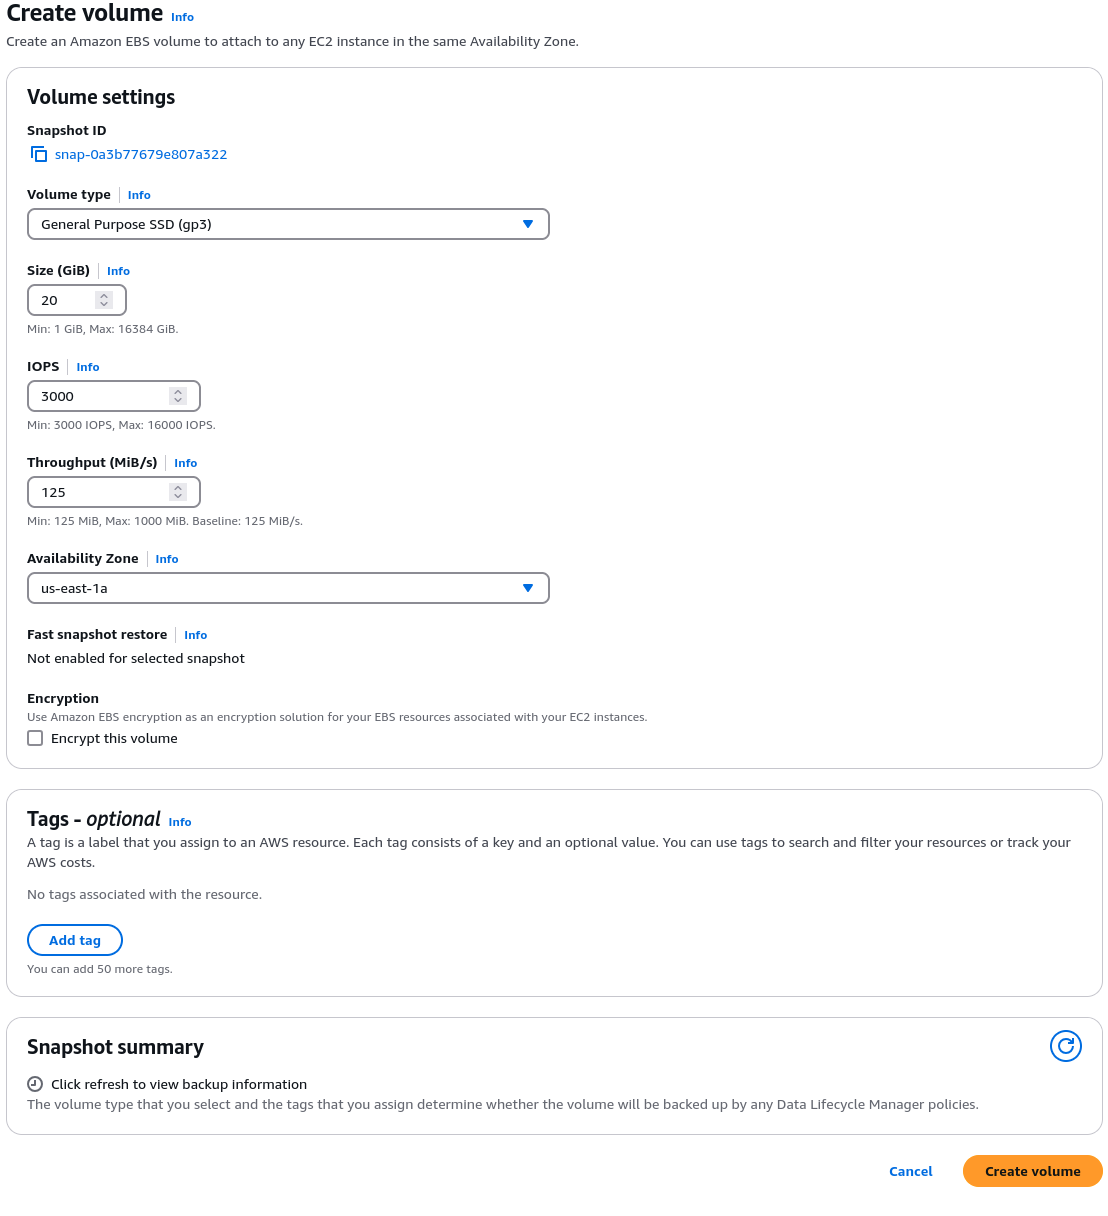 Create volume Info
Create an Amazon EBS volume to attach to any EC2 instance in the same Availability Zone.
Volume settings
Snapshot ID
snap-0a3b77679e807a322
Volume type Info
General Purpose SSD (gp3)
Size (GiB) Info
20
Min: 1 GiB, Max: 16384 GiB.
IOPS Info
3000
Min: 3000 IOPS, Max: 16000 IOPS.
Throughput (MiB/s) Info
125
Min: 125 MiB, Max: 1000 MiB. Baseline: 125 MiB/s.
Availability Zone Info
us-east-1a
Fast snapshot restore Info
Not enabled for selected snapshot
Encryption
Use Amazon EBS encryption as an encryption solution for your EBS resources associated with your EC2 instances.
Encrypt this volume
Tags - optional Info
A tag is a label that you assign to an AWS resource. Each tag consists of a key and an optional value. You can use tags to search and filter your resources or track your
AWS costs.
No tags associated with the resource.
Add tag
You can add 50 more tags.
Snapshot summary
Click refresh to view backup information
The volume type that you select and the tags that you assign determine whether the volume will be backed up by any Data Lifecycle Manager policies.
Cancel Create volume